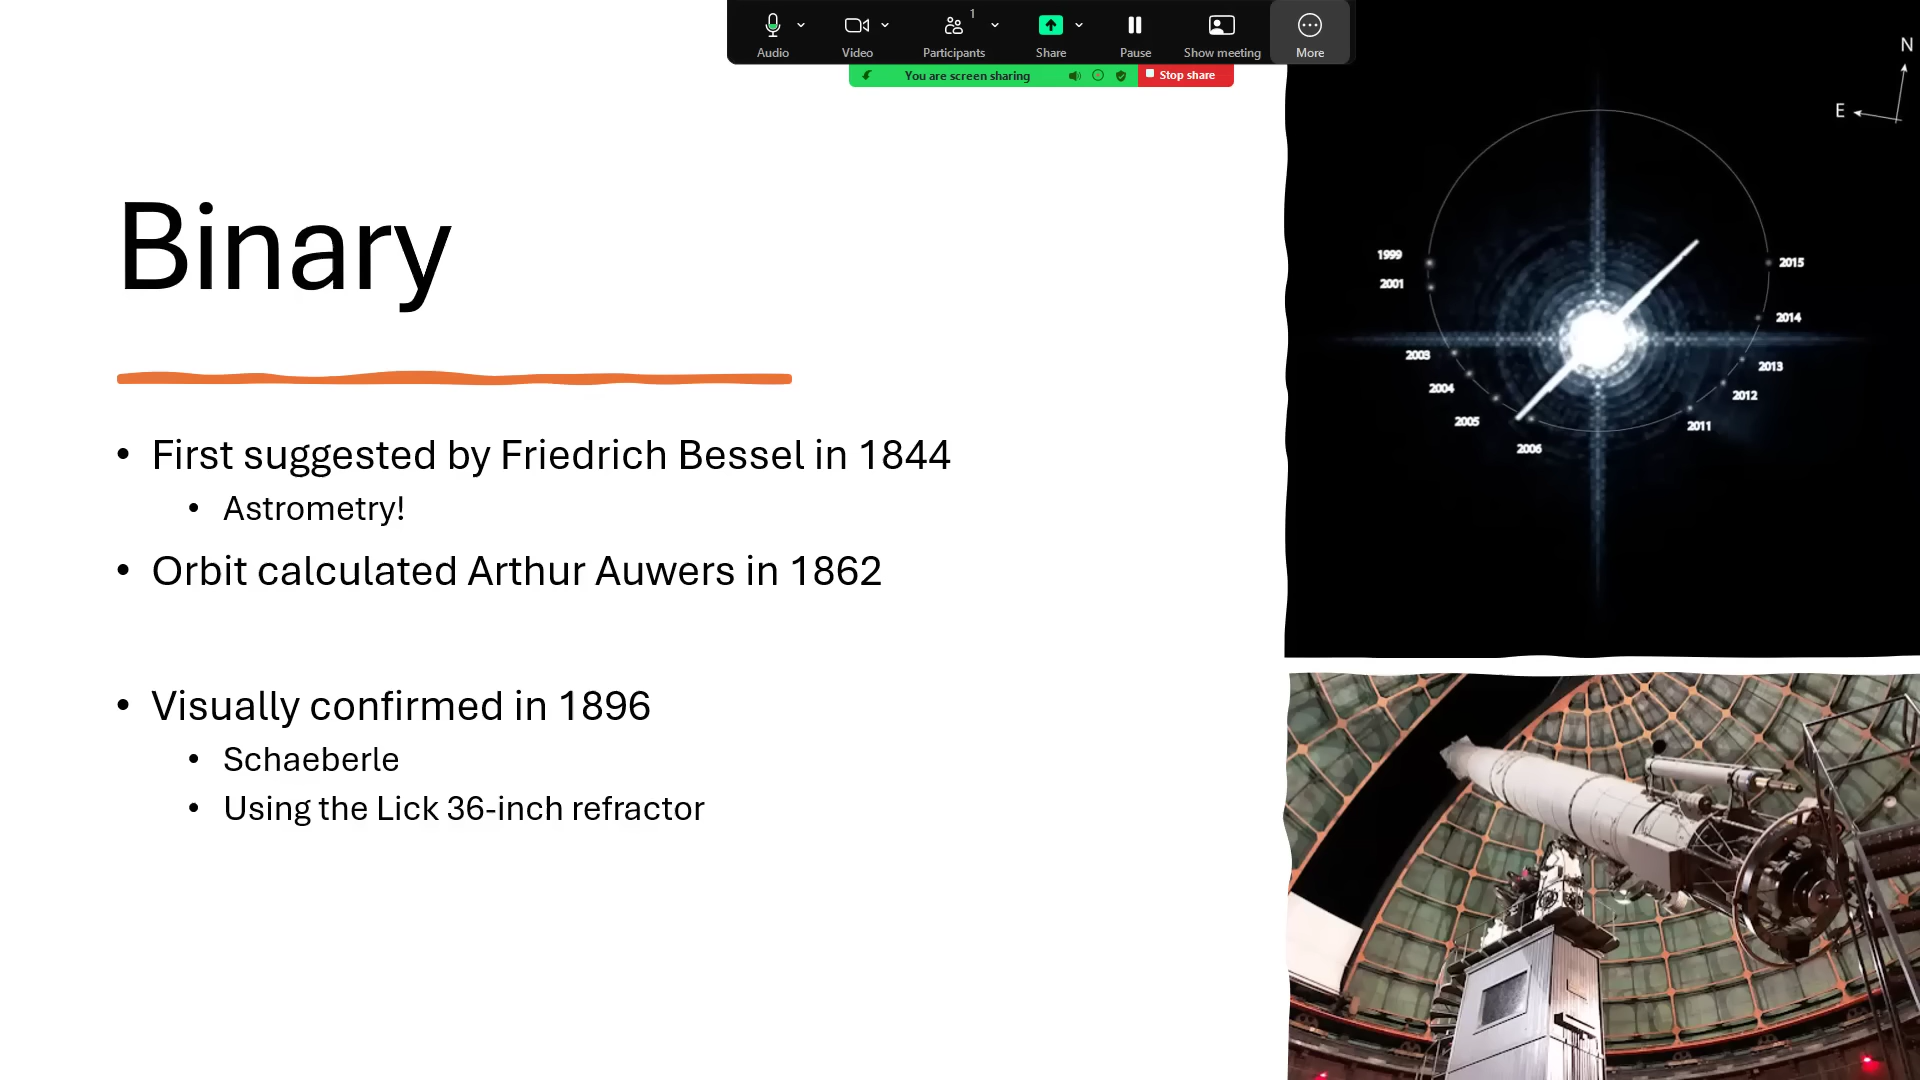 1
Audio
Video
Participants
Share
Pause
Show meeting
More
You are screen sharing
Stop share
Binary
• First suggested by Friedrich Bessel in 1844
• Astrometry!
• Orbit calculated Arthur Auwers in 1862
• Visually confirmed in 1896
• Schaeberle
• Using the Lick 36-inch refractor
N
E
1999
2015
2001
2014
2003
2013
2004
2012
2005
2011
2006